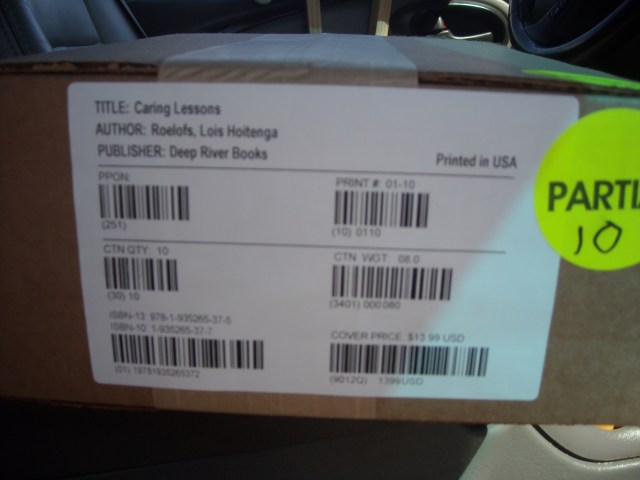 TITLE: Caring Lessons
AUTHOR: Roelofs, Lois Hoitenga
PUBLISHER: Deep River Books
Printed in USA
PPON:
(251)
PRINT #: 01-10
(10) 0110
CTN QTY: 10
(30) 10
CTN WGT: 08.0
(3401) 000080
ISBN-13: 978-1-935265-37-5
ISBN-10: 1-935265-37-7
(01) 19781935265372
COVER PRICE: $13.99 USD
(9012Q) 1399USD
PARTI
10